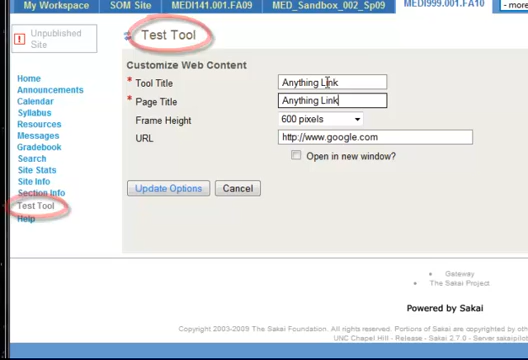 My Workspace SOM Site MEDI141.001.FA09 MED_Sandbox_002_Sp09 MEDI999.001.FA10 - more
Unpublished
Site
Test Tool
Customize Web Content
* Tool Title Anything Link
* Page Title Anything Link
Frame Height 600 pixels
URL http://www.google.com
Open in new window?
Update Options Cancel
Home
Announcements
Calendar
Syllabus
Resources
Messages
Gradebook
Search
Site Stats
Site Info
Section Info
Test Tool
Help
• Gateway
• The Sakai Project
Powered by Sakai
Copyright 2003-2009 The Sakai Foundation. All rights reserved. Portions of Sakai are copyrighted by
UNC Chapel Hill - Release - Sakai 2.7.0 - Server